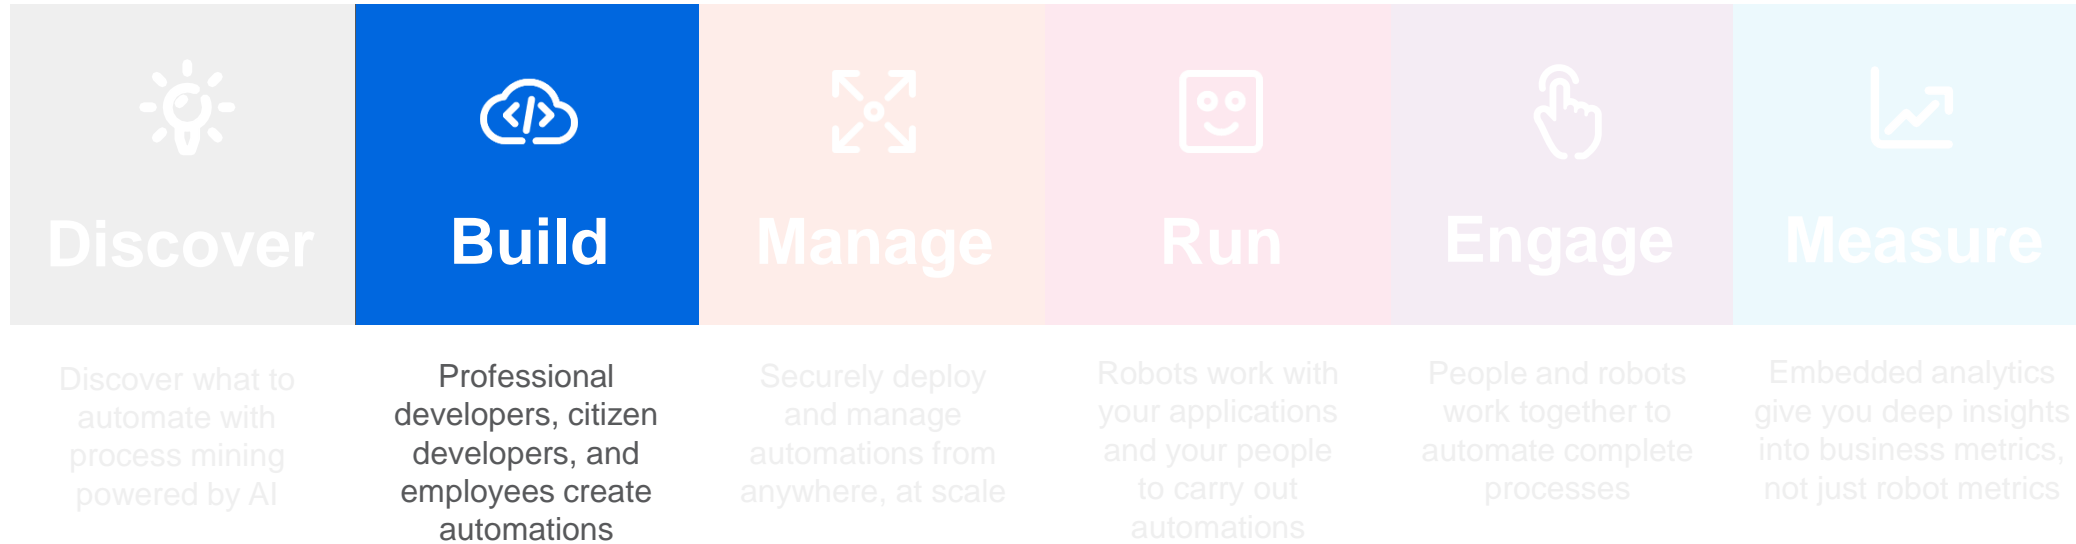 Discover
Build
Manage
Run
Engage
Measure
Discover what to
automate with
process mining
powered by AI
Professional
developers, citizen
developers, and
employees create
automations
Securely deploy
and manage
automations from
anywhere, at scale
Robots work with
your applications
and your people
to carry out
automations
People and robots
work together to
automate complete
processes
Embedded analytics
give you deep insights
into business metrics,
not just robot metrics